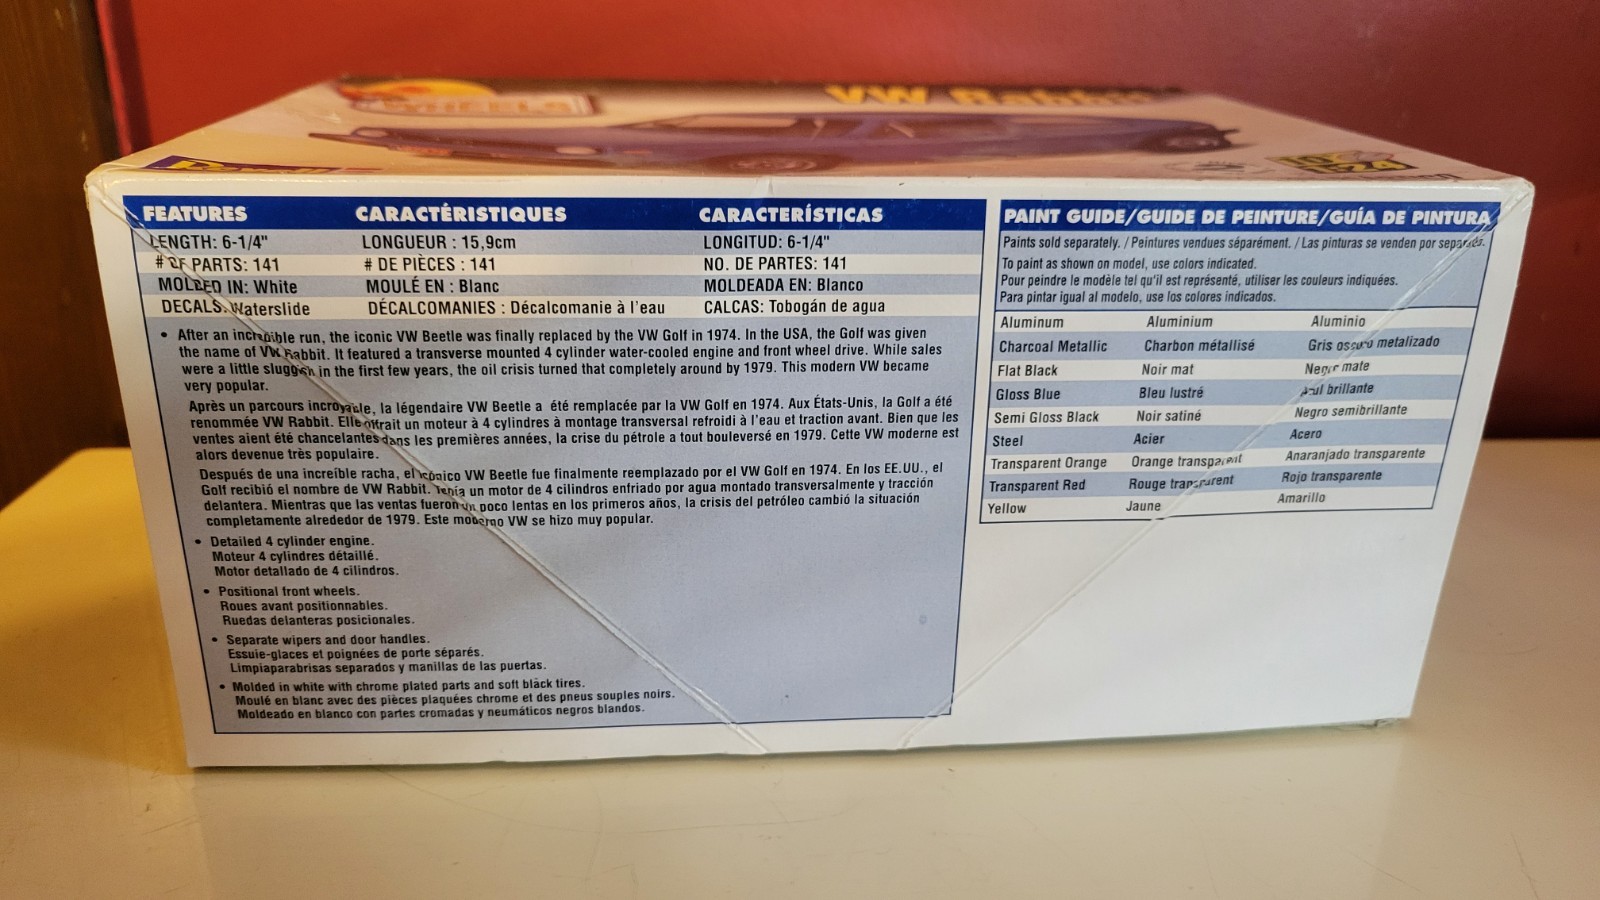 WHEELS
VW Rabbit
Revell
1:24
FEATURES CARACTÉRISTIQUES CARACTERÍSTICAS
LENGTH: 6-1/4" LONGUEUR : 15,9cm LONGITUD: 6-1/4"
# OF PARTS: 141 # DE PIÈCES : 141 NO. DE PARTES: 141
MOLDED IN: White MOULÉ EN : Blanc MOLDEADA EN: Blanco
DECALS: Waterslide DÉCALCOMANIES : Décalcomanie à l'eau CALCAS: Tobogán de agua
• After an incredible run, the iconic VW Beetle was finally replaced by the VW Golf in 1974. In the USA, the Golf was given
the name of VW Rabbit. It featured a transverse mounted 4 cylinder water-cooled engine and front wheel drive. While sales
were a little sluggish in the first few years, the oil crisis turned that completely around by 1979. This modern VW became
very popular.
Après un parcours incroyable, la légendaire VW Beetle a été remplacée par la VW Golf en 1974. Aux États-Unis, la Golf a été
renommée VW Rabbit. Elle offrait un moteur à 4 cylindres à montage transversal refroidi à l'eau et traction avant. Bien que les
ventes aient été chancelantes dans les premières années, la crise du pétrole a tout bouleversé en 1979. Cette VW moderne est
alors devenue très populaire.
Después de una increíble racha, el icónico VW Beetle fue finalmente reemplazado por el VW Golf en 1974. En los EE.UU., el
Golf recibió el nombre de VW Rabbit. Tenía un motor de 4 cilindros enfriado por agua montado transversalmente y tracción
delantera. Mientras que las ventas fueron un poco lentas en los primeros años, la crisis del petróleo cambió la situación
completamente alrededor de 1979. Este moderno VW se hizo muy popular.
• Detailed 4 cylinder engine.
Moteur 4 cylindres détaillé.
Motor detallado de 4 cilindros.
• Positional front wheels.
Roues avant positionnables.
Ruedas delanteras posicionales.
• Separate wipers and door handles.
Essuie-glaces et poignées de porte séparés.
Limpiaparabrisas separados y manillas de las puertas.
• Molded in white with chrome plated parts and soft black tires.
Moulé en blanc avec des pièces plaquées chrome et des pneus souples noirs.
Moldeado en blanco con partes cromadas y neumáticos negros blandos.
PAINT GUIDE/GUIDE DE PEINTURE/GUÍA DE PINTURA
Paints sold separately. / Peintures vendues séparément. / Las pinturas se venden por separado.
To paint as shown on model, use colors indicated.
Pour peindre le modèle tel qu'il est représenté, utiliser les couleurs indiquées.
Para pintar igual al modelo, use los colores indicados.
Aluminum Aluminium Aluminio
Charcoal Metallic Charbon métallisé Gris oscuro metalizado
Flat Black Noir mat Negro mate
Gloss Blue Bleu lustré Azul brillante
Semi Gloss Black Noir satiné Negro semibrillante
Steel Acier Acero
Transparent Orange Orange transparent Anaranjado transparente
Transparent Red Rouge transparent Rojo transparente
Yellow Jaune Amarillo